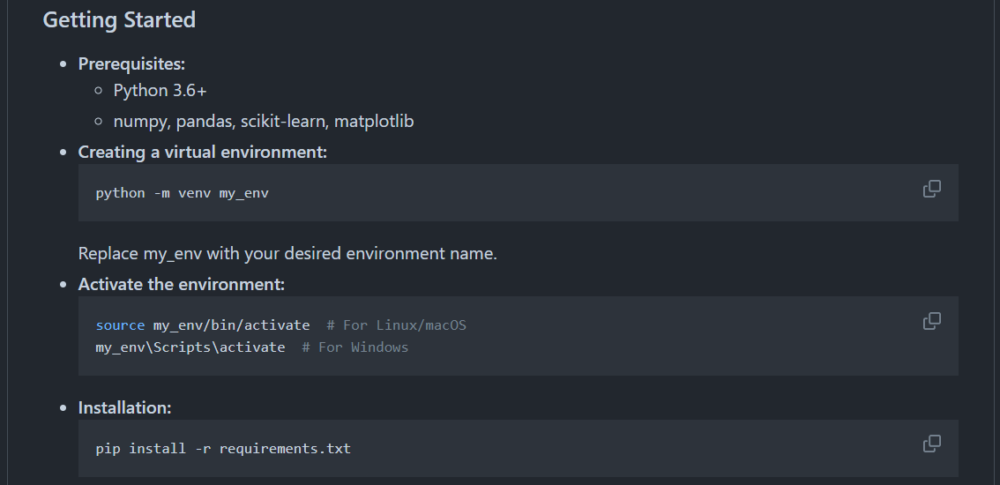 Getting Started
Prerequisites:
Python 3.6+
numpy, pandas, scikit-learn, matplotlib
Creating a virtual environment:
python -m venv my_env
Replace my_env with your desired environment name.
Activate the environment:
source my_env/bin/activate  # For Linux/macOS
my_env\Scripts\activate  # For Windows
Installation:
pip install -r requirements.txt